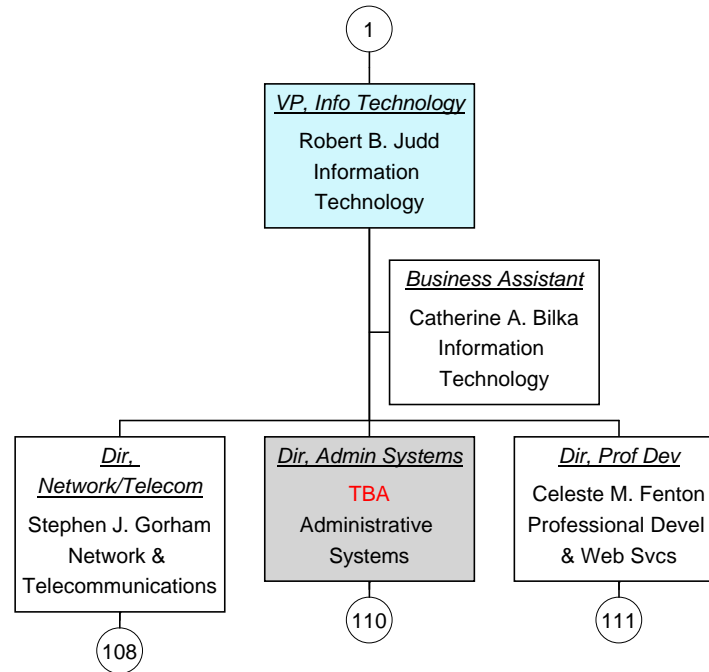 1
VP, Info Technology
Robert B. Judd
Information
Technology
Business Assistant
Catherine A. Bilka
Information
Technology
Dir,
Network/Telecom
Stephen J. Gorham
Network &
Telecommunications
108
Dir, Admin Systems
TBA
Administrative
Systems
110
Dir, Prof Dev
Celeste M. Fenton
Professional Devel
& Web Svcs
111